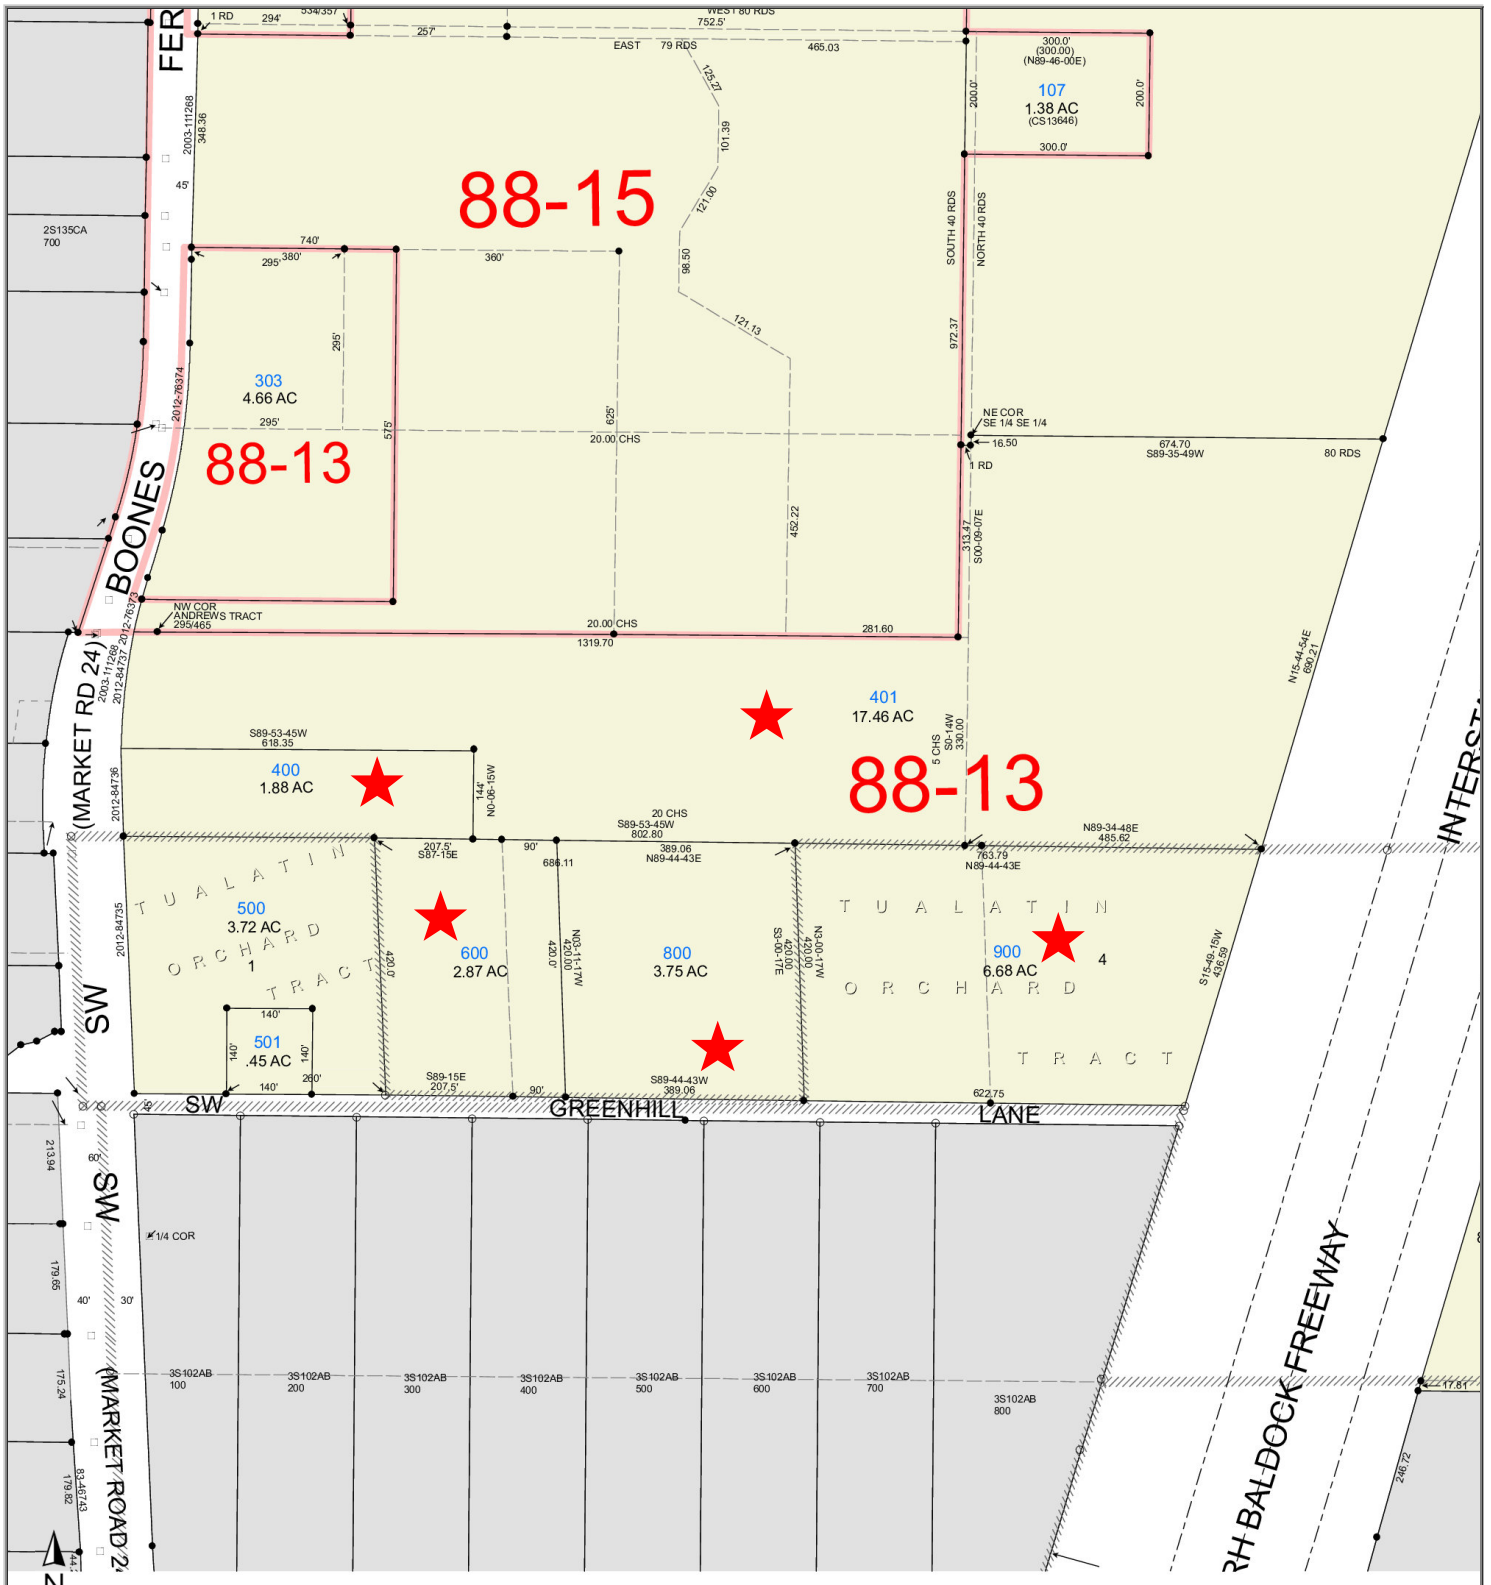 FER
1 RD
294'
534/357
257'
WEST 80 RDS
752.5'
EAST 79 RDS
465.03
300.0'
(300.00)
(N89-46-00E)
107
1.38 AC
(CS13646)
200.0'
200.0'
300.0'
125.27
101.39
121.00
98.50
121.13
2003-111268
348.36
45'
88-15
2S135CA
700
740'
295'
380'
360'
295'
SOUTH 40 RDS
NORTH 40 RDS
972.37
2012-76374
303
4.66 AC
295'
575'
625'
20.00 CHS
88-13
NE COR
SE 1/4 SE 1/4
16.50
1 RD
674.70
S89-35-49W
80 RDS
452.22
313.47
S00-09-07E
BOONES
2012-76373
NW COR
ANDREWS TRACT
295/465
20.00 CHS
1319.70
281.60
N15-44-54E
690.21
2003-111268
2012-84737
(MARKET RD 24)
401
17.46 AC
S89-53-45W
618.35
5 CHS
S0-14W
330.00
88-13
400
1.88 AC
144'
N0-06-15W
2012-84736
INTERST
20 CHS
S89-53-45W
802.80
207.5'
S87-15E
90'
686.11
389.06
N89-44-43E
763.79
N89-44-43E
N89-34-48E
485.62
TUALATIN
ORCHARD
TRACT
1
500
3.72 AC
2012-84735
420.0'
600
2.87 AC
420.0'
N03-11-17W
420.00
800
3.75 AC
S3-00-17E
420.00
N3-00-17W
420.00
TUALATIN
900
6.68 AC
4
ORCHARD
TRACT
S15-49-15W
436.59
SW
140'
501
.45 AC
140'
140'
140'
260'
S89-15E
207.5'
90'
S89-44-43W
389.06
622.75
45'
SW GREENHILL LANE
213.94
60'
SW
1/4 COR
179.65
40'
30'
3S102AB
100
3S102AB
200
3S102AB
300
3S102AB
400
3S102AB
500
3S102AB
600
3S102AB
700
3S102AB
800
17.81
175.24
(MARKET ROAD 24
83-46743
179.82
RH BALDOCK FREEWAY
246.72
N